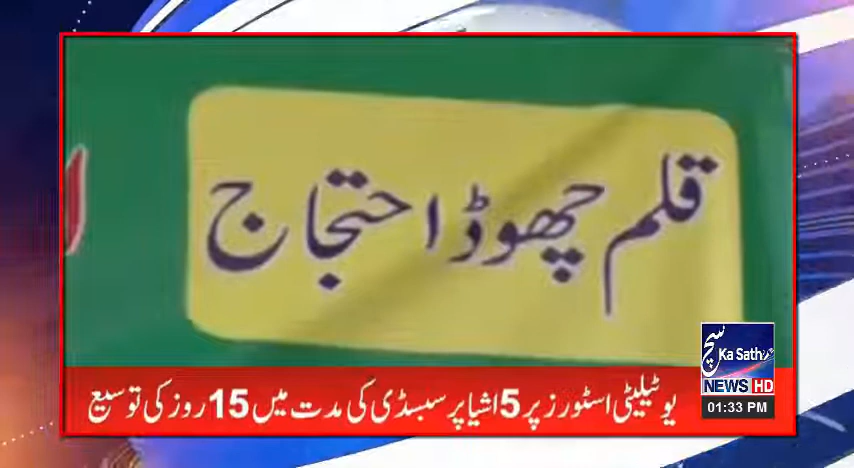 قلم چھوڑ احتجاج
سچ Ka Sath
NEWS HD
01:33 PM
یوٹیلیٹی اسٹورز پر 5 اشیا پر سبسڈی کی مدت میں 15 روز کی توسیع